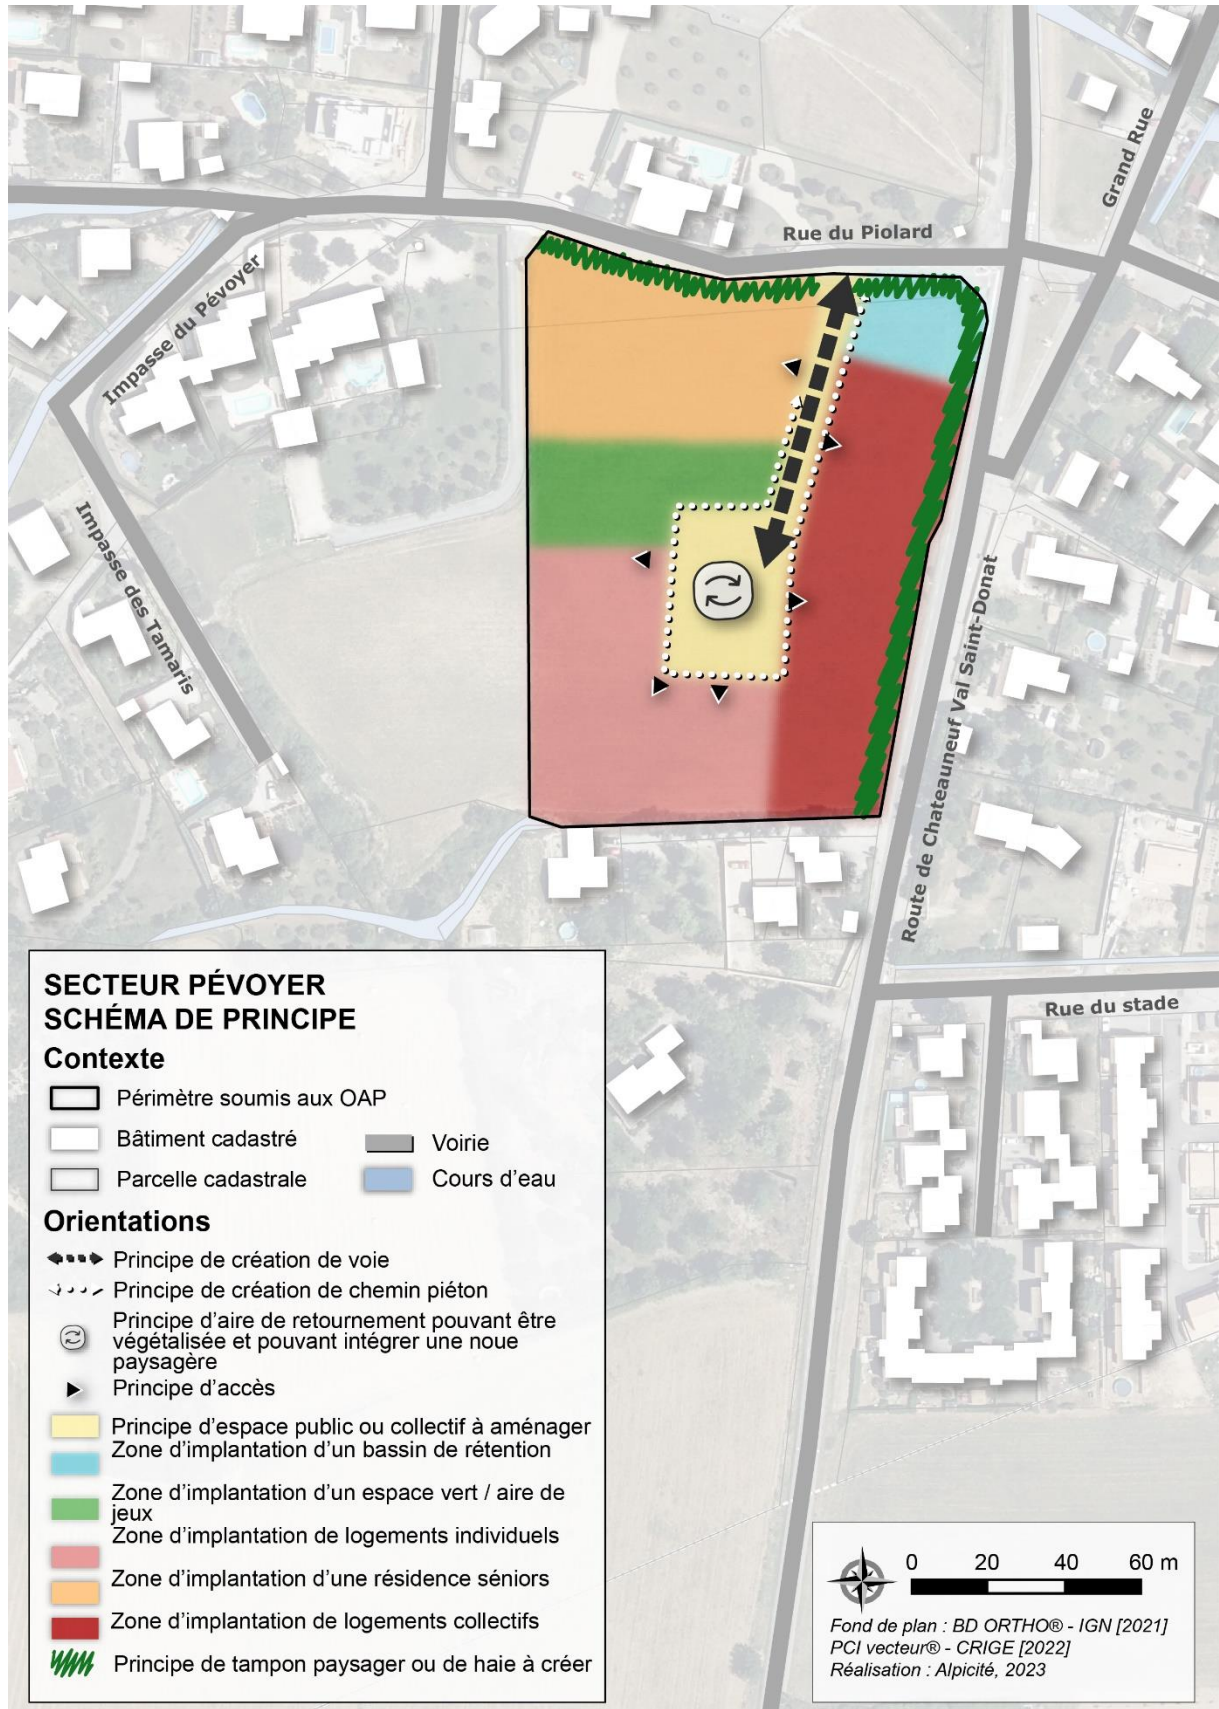 Grand Rue
Rue du Piolard
Impasse du Pévoyer
Impasse des Tamaris
Route de Chateauneuf Val Saint-Donat
Rue du stade
SECTEUR PÉVOYER
SCHÉMA DE PRINCIPE
Contexte
Périmètre soumis aux OAP
Bâtiment cadastré
Voirie
Parcelle cadastrale
Cours d'eau
Orientations
Principe de création de voie
Principe de création de chemin piéton
Principe d'aire de retournement pouvant être
végétalisée et pouvant intégrer une noue
paysagère
Principe d'accès
Principe d'espace public ou collectif à aménager
Zone d'implantation d'un bassin de rétention
Zone d'implantation d'un espace vert / aire de
jeux
Zone d'implantation de logements individuels
Zone d'implantation d'une résidence séniors
Zone d'implantation de logements collectifs
Principe de tampon paysager ou de haie à créer
0 20 40 60 m
Fond de plan : BD ORTHO® - IGN [2021]
PCI vecteur® - CRIGE [2022]
Réalisation : Alpicité, 2023